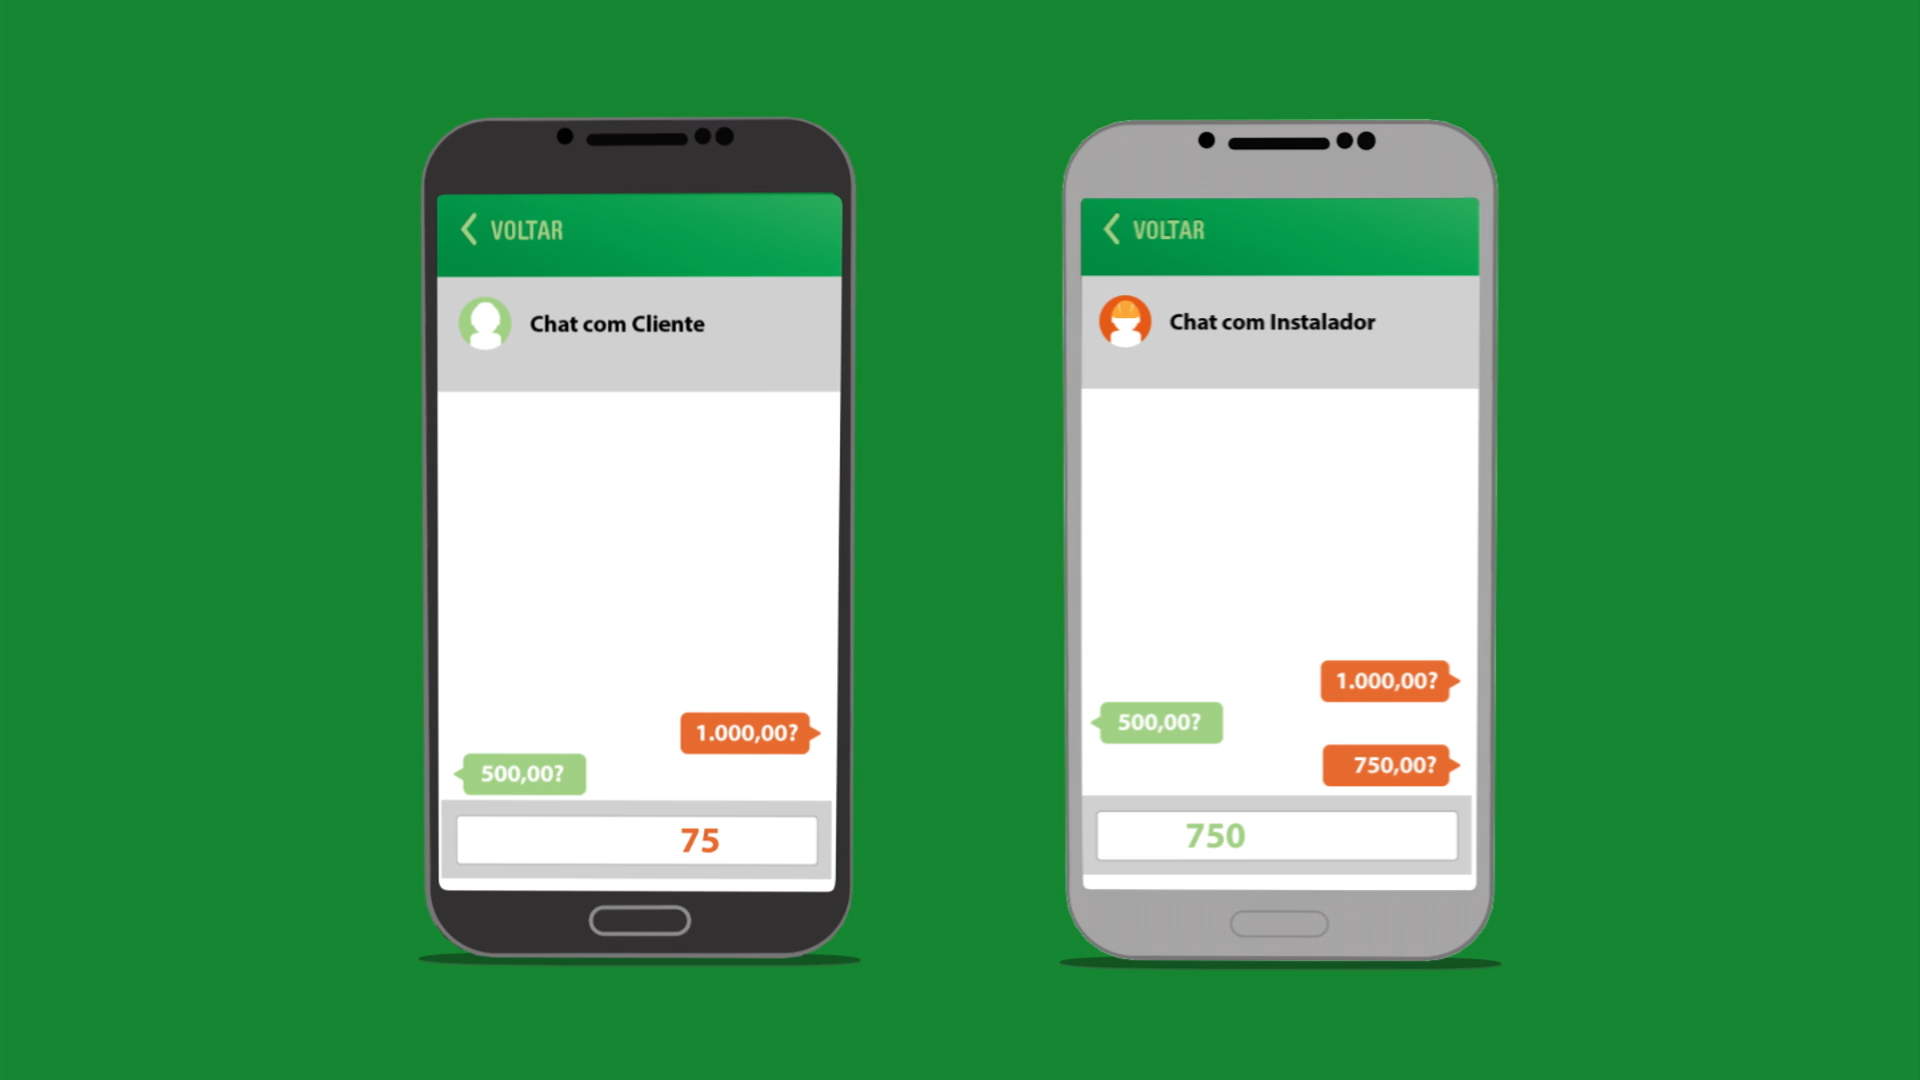 VOLTAR
Chat com Cliente
1.000,00?
500,00?
75
VOLTAR
Chat com Instalador
1.000,00?
500,00?
750,00?
750